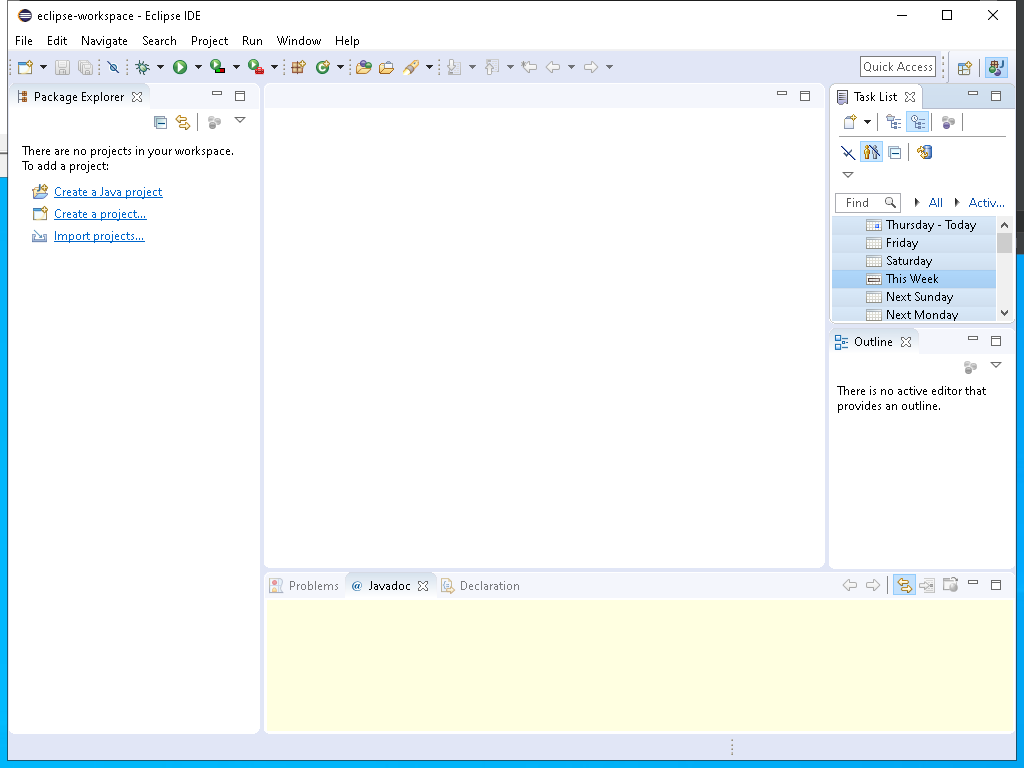 eclipse-workspace - Eclipse IDE
File Edit Navigate Search Project Run Window Help
Quick Access
Package Explorer
There are no projects in your workspace.
To add a project:
Create a Java project
Create a project...
Import projects...
Task List
Find All Activ...
Thursday - Today
Friday
Saturday
This Week
Next Sunday
Next Monday
Outline
There is no active editor that
provides an outline.
Problems @ Javadoc Declaration